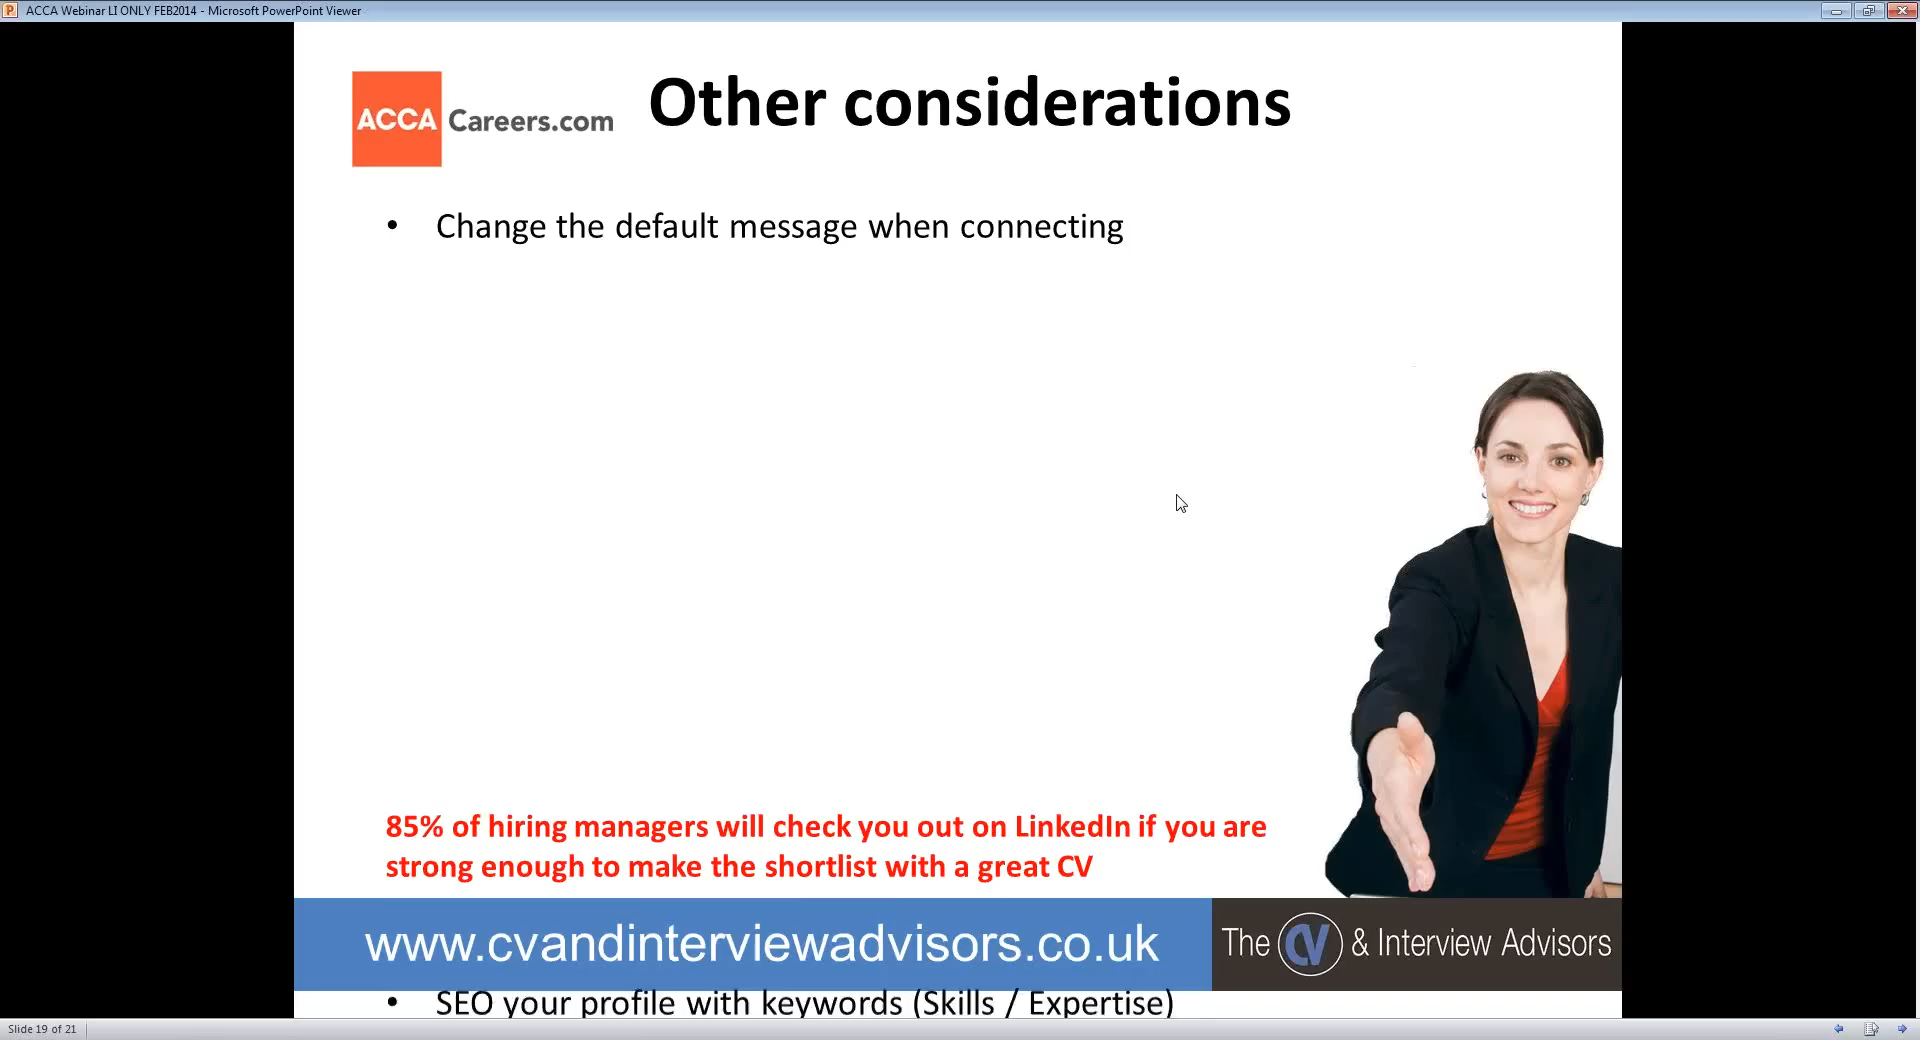 ACCA Webinar LI ONLY FEB2014 - Microsoft PowerPoint Viewer
ACCA Careers.com
Other considerations
• Change the default message when connecting
85% of hiring managers will check you out on LinkedIn if you are
strong enough to make the shortlist with a great CV
www.cvandinterviewadvisors.co.uk
The CV & Interview Advisors
• SEO your profile with keywords (Skills / Expertise)
Slide 19 of 21